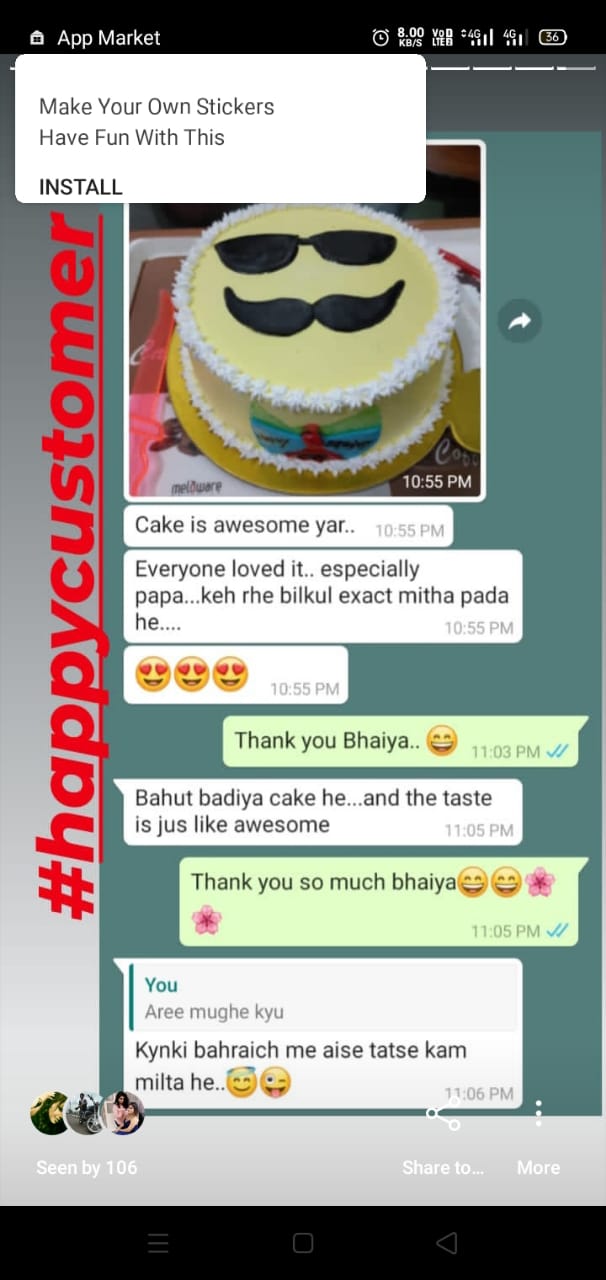 App Market
8.00
KB/S
VoD
LTE
4G
4G
36
Make Your Own Stickers
Have Fun With This
INSTALL
#happycustomer
meloware
10:55 PM
Cake is awesome yar..
10:55 PM
Everyone loved it.. especially
papa...keh rhe bilkul exact mitha pada
he....
10:55 PM
😍😍😍
10:55 PM
Thank you Bhaiya.. 😄
11:03 PM
Bahut badiya cake he...and the taste
is jus like awesome
11:05 PM
Thank you so much bhaiya😄😄🌸
🌸
11:05 PM
You
Aree mughe kyu
Kynki bahraich me aise tatse kam
milta he..😇😜
11:06 PM
Seen by 106
Share to...
More